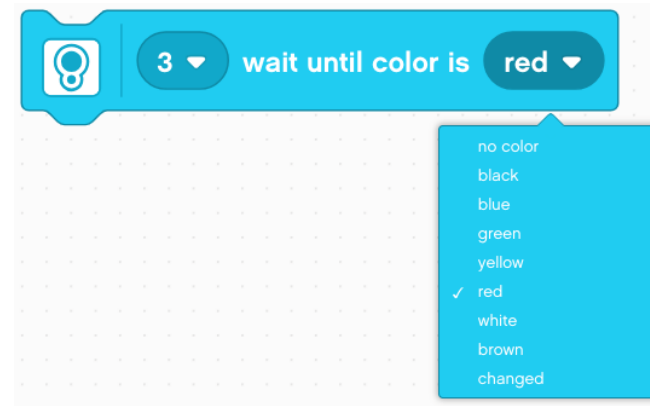 3 wait until color is red
no color
black
blue
green
yellow
✓ red
white
brown
changed